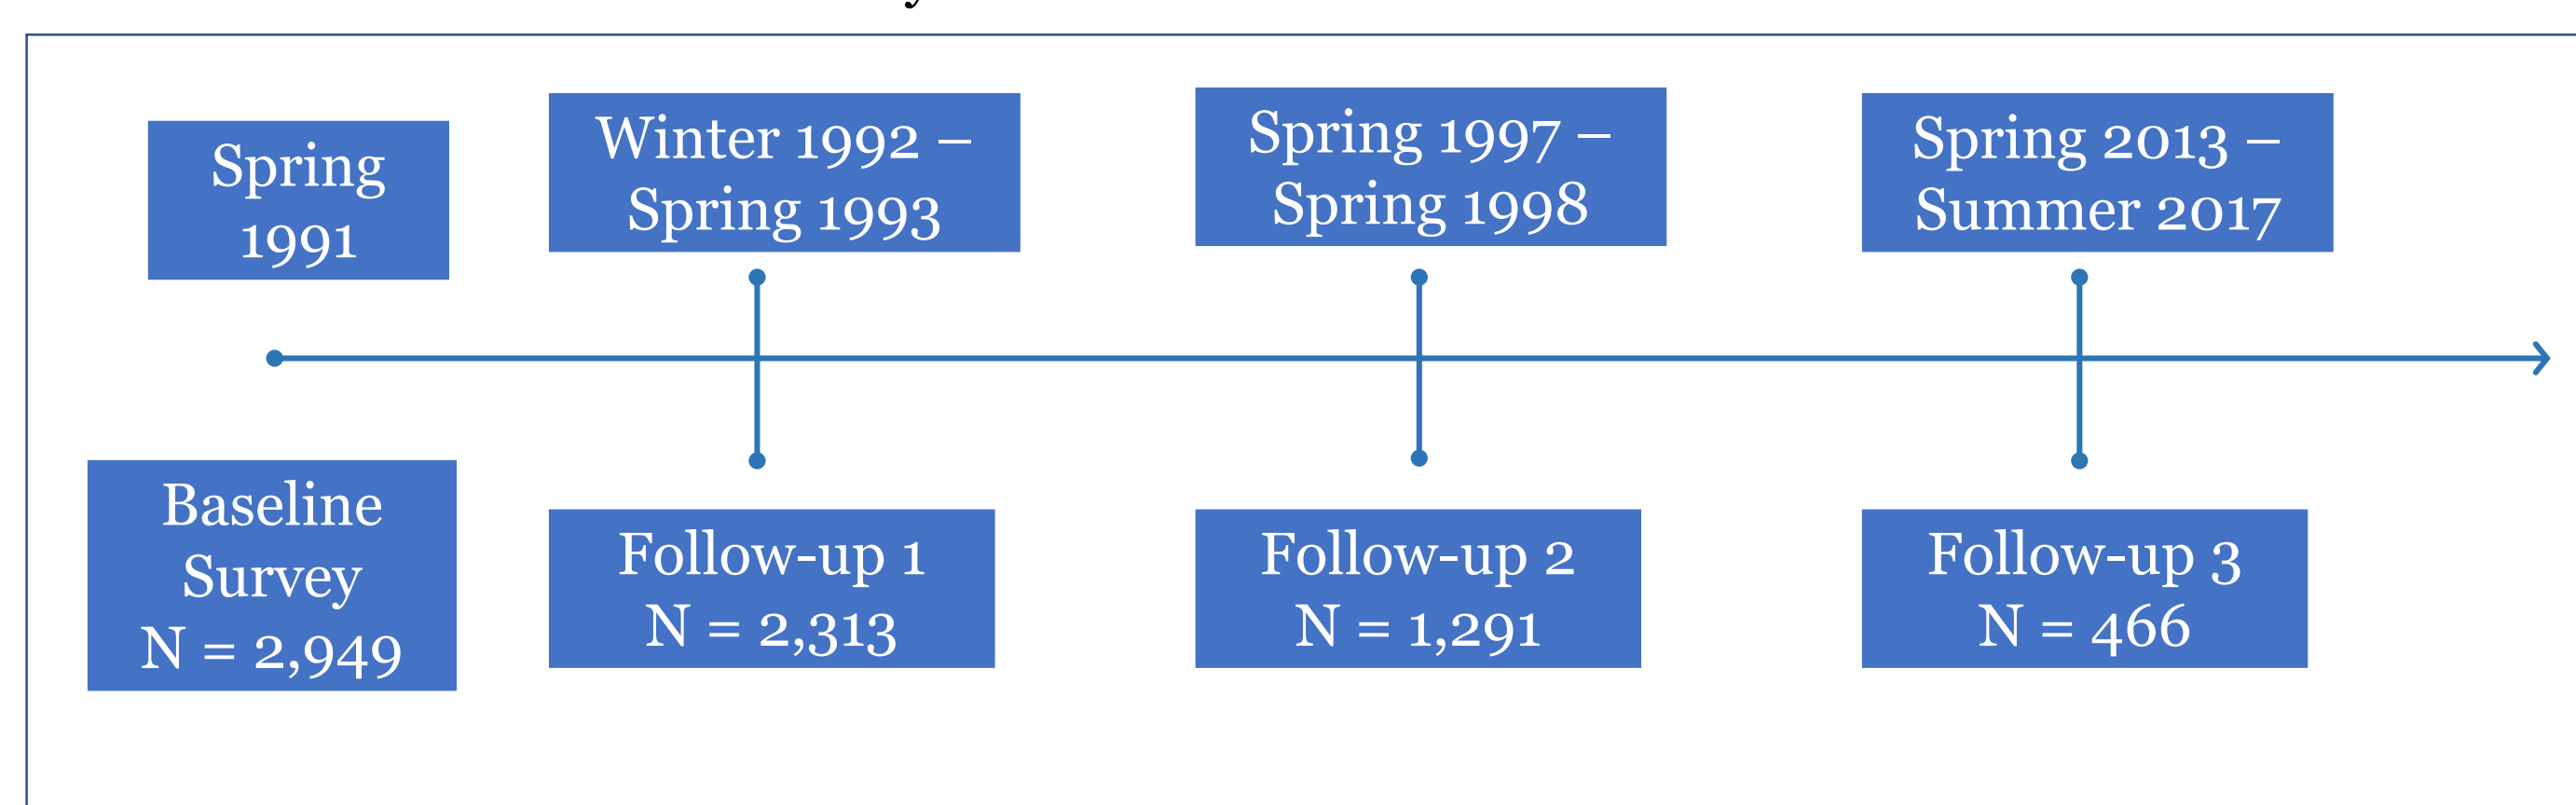 Spring
1991
Winter 1992 –
Spring 1993
Spring 1997 –
Spring 1998
Spring 2013 –
Summer 2017
Baseline
Survey
N = 2,949
Follow-up 1
N = 2,313
Follow-up 2
N = 1,291
Follow-up 3
N = 466